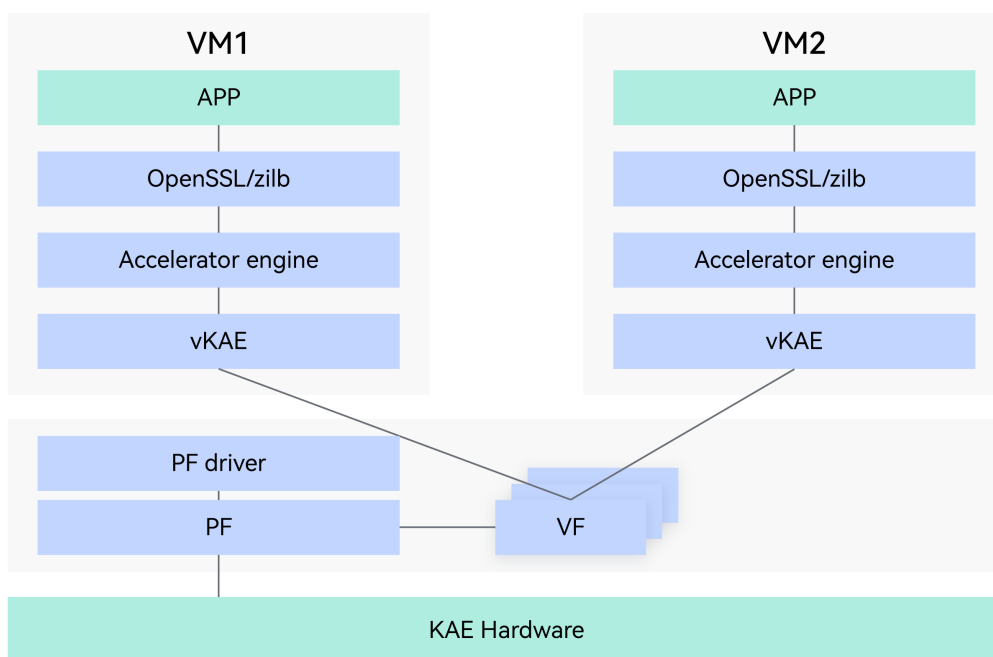 VM1
APP
OpenSSL/zilb
Accelerator engine
vKAE
VM2
APP
OpenSSL/zilb
Accelerator engine
vKAE
PF driver
PF
VF
KAE Hardware